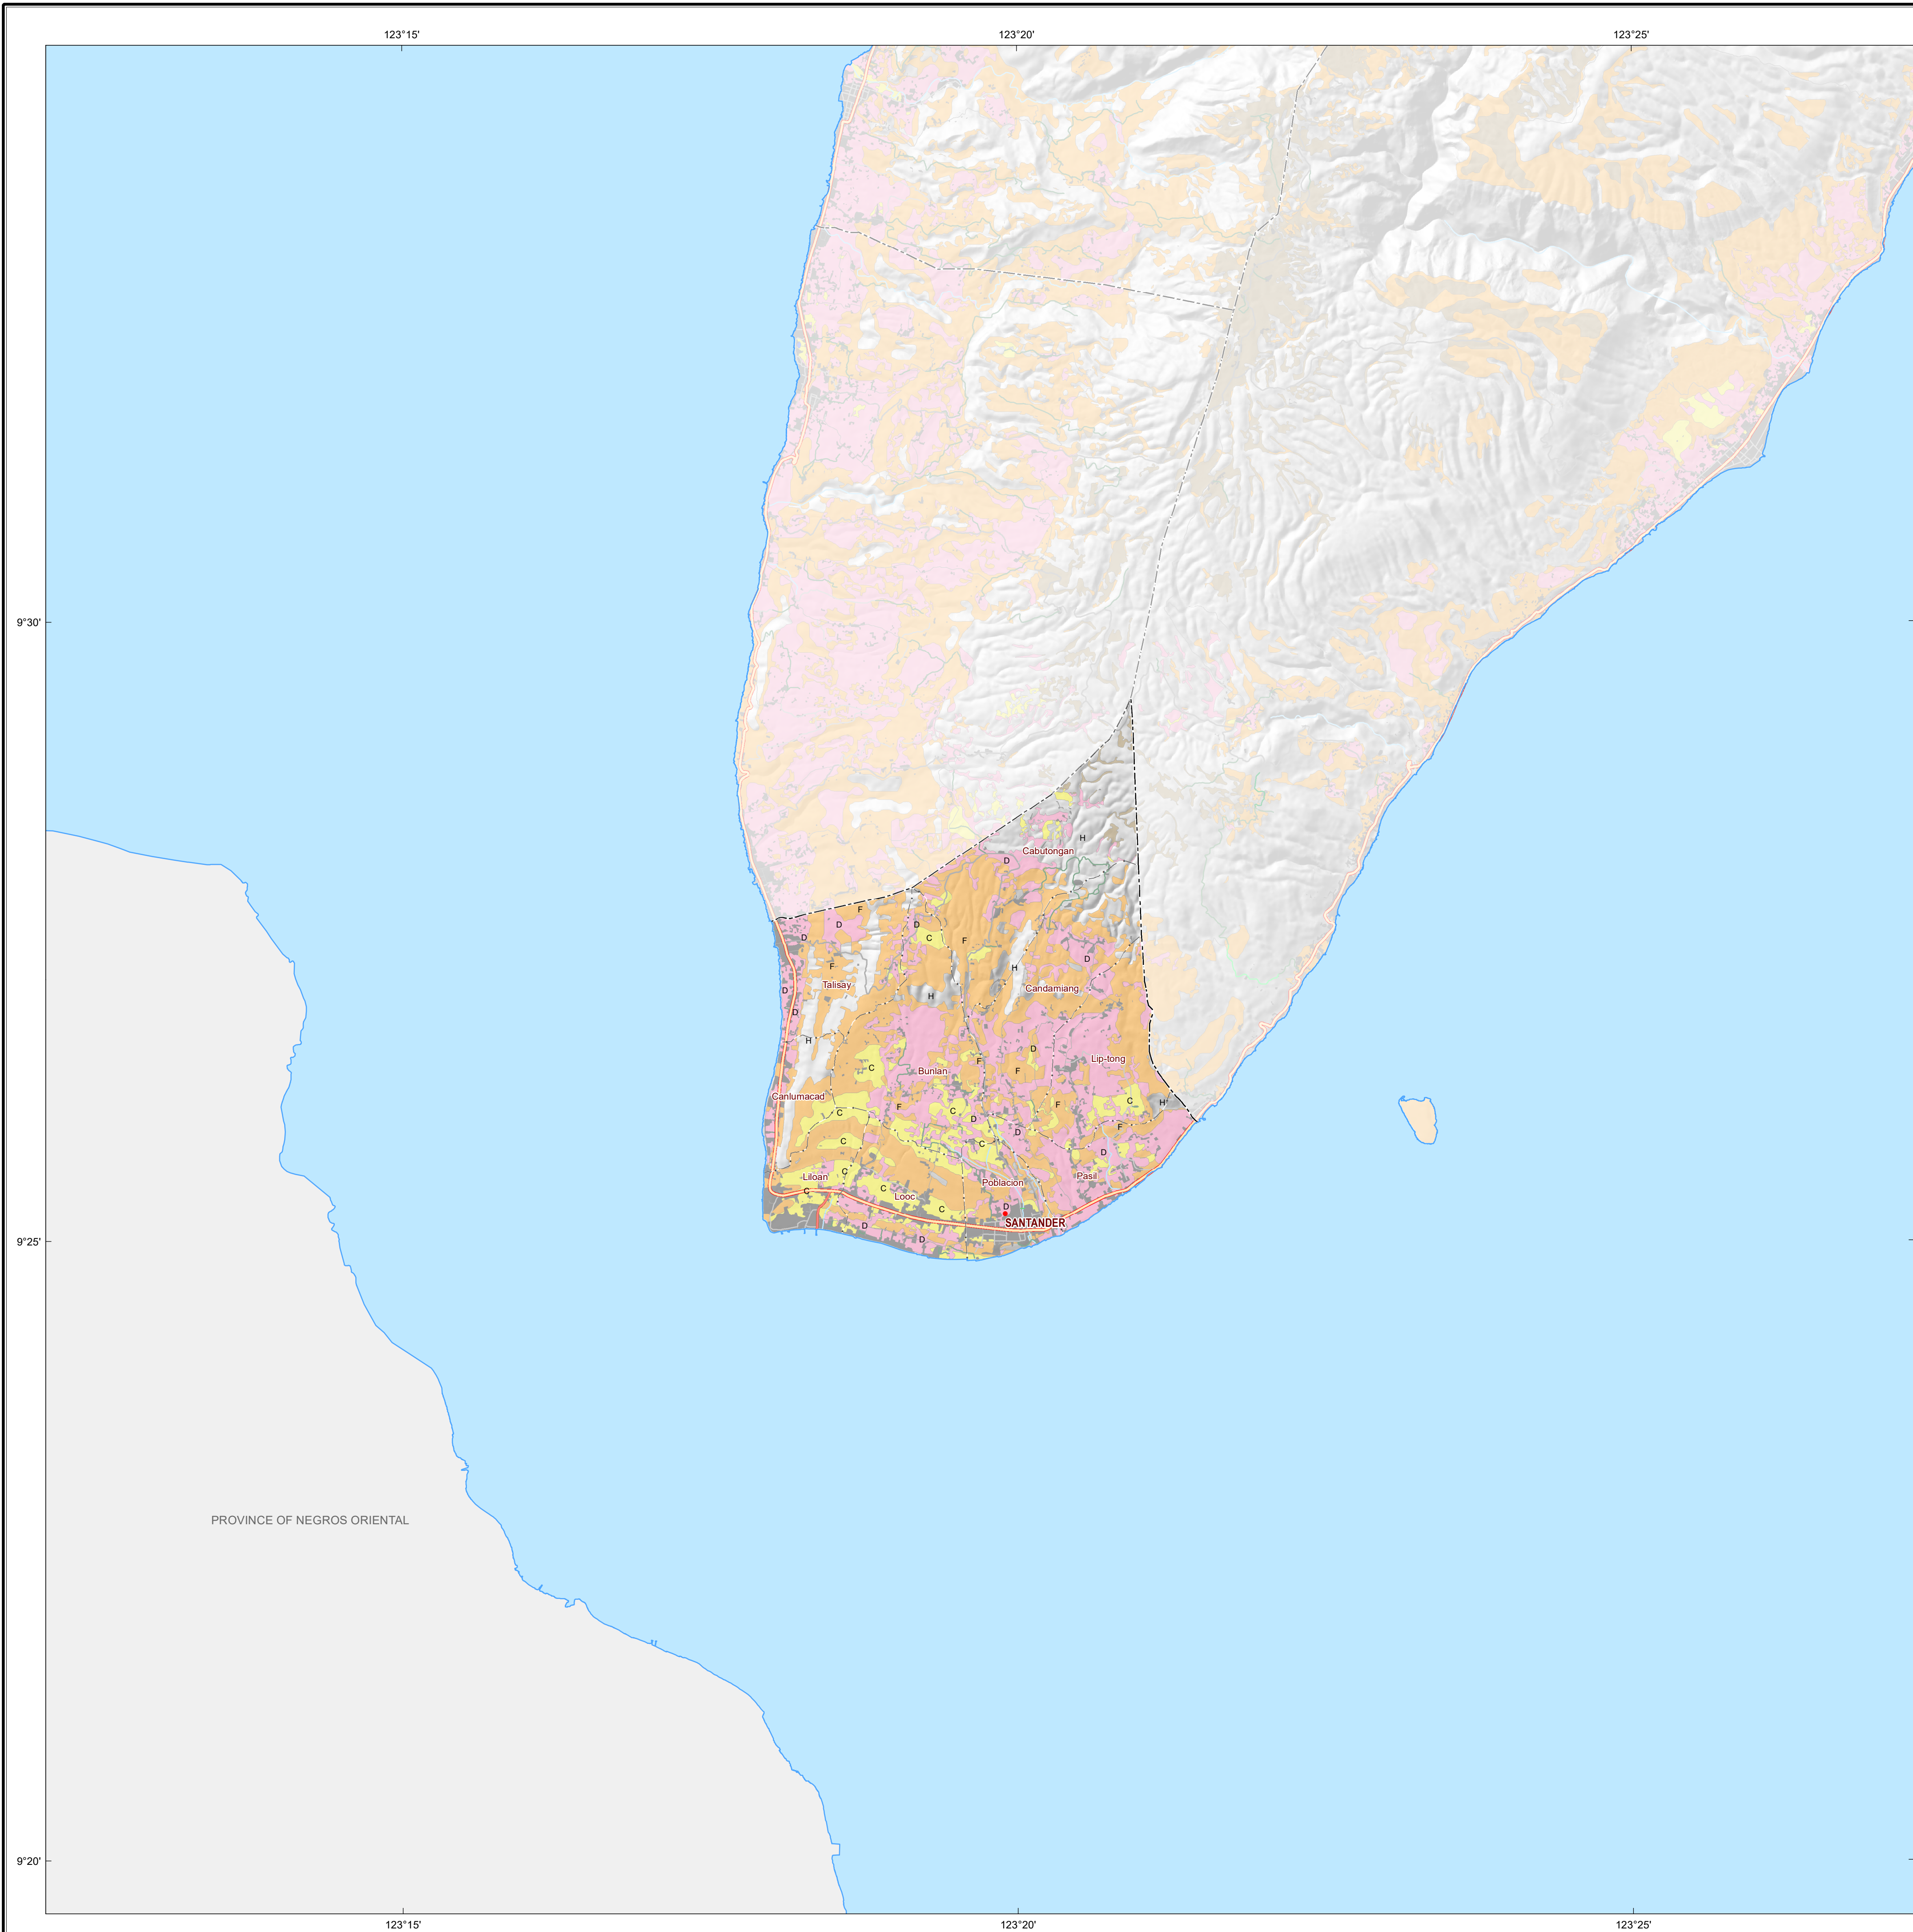 123°15' 123°20' 123°25'
9°30'
H
Cabutongan
D
F
D
D
D
C
F
D
H
F
Talisay
D
Candamiang
H
D
H
D
F
F
Lip-tong
C
Bunlan
Canlumacad
C
C
F
C
F
H
D
F
D
C
C
D
Liloan
C
Pasil
Poblacion
C
C
Looc
D
C
SANTANDER
D
D
9°25'
PROVINCE OF NEGROS ORIENTAL
9°20'
123°15' 123°20' 123°25'